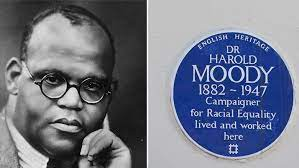 ENGLISH HERITAGE
DR
HAROLD
MOODY
1882 - 1947
Campaigner
for Racial Equality
lived and worked
here